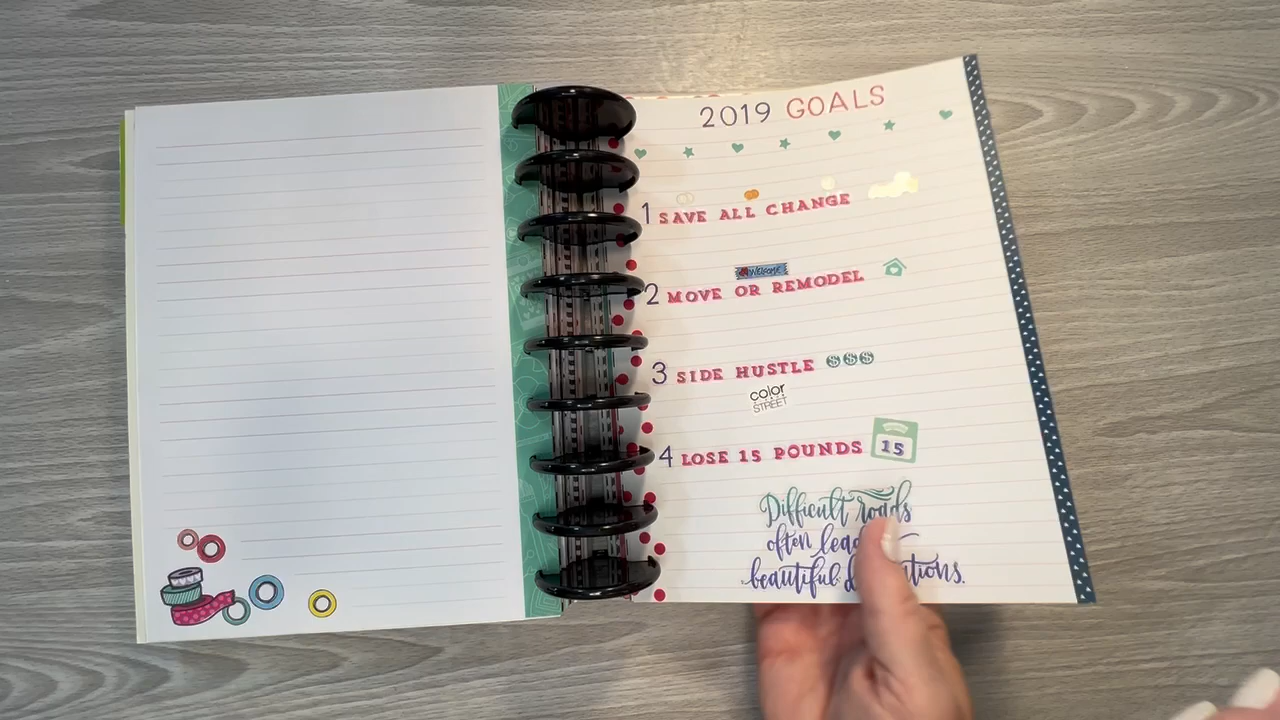 2019 GOALS
1 SAVE ALL CHANGE
WELCOME
2 MOVE OR REMODEL
3 SIDE HUSTLE $ $ $
color
STREET
4 LOSE 15 POUNDS 15
Difficult roads
often
beautiful